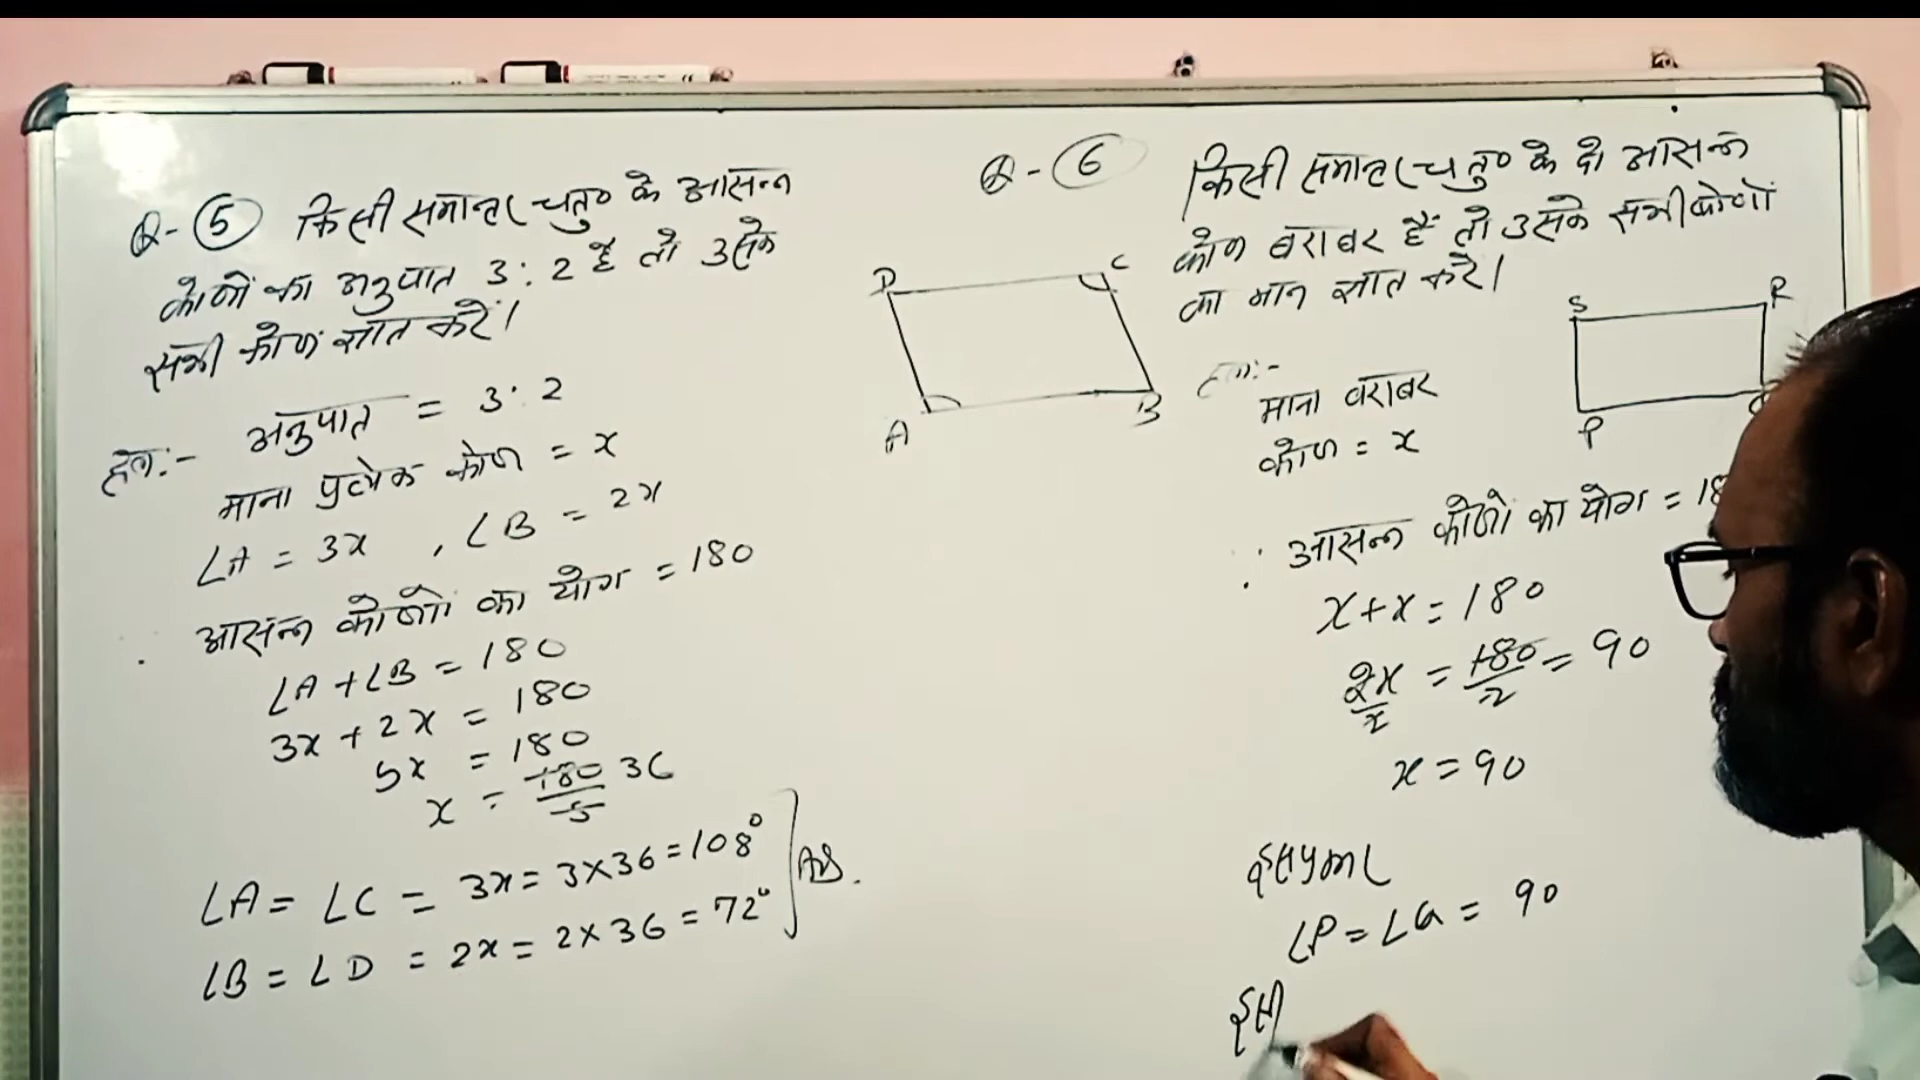 Q-⑤ किसी समान्तर चतु० के आसन्न
कोणों का अनुपात 3:2 है तो उसके
सभी कोण ज्ञात करें।
हल:- अनुपात = 3:2
माना प्रत्येक कोण = x
∠A = 3x , ∠B = 2x
∴ आसन्न कोणों का योग = 180
∠A + ∠B = 180
3x + 2x = 180
5x = 180
x = 180/5 36
∠A = ∠C = 3x = 3×36 = 108°
∠B = ∠D = 2x = 2×36 = 72°
Ans.
D C
A B
Q-⑥ किसी समान्तर चतु० के दो आसन्न
कोण बराबर हैं तो उसके सभी कोणों
का मान ज्ञात करें।
हल:-
माना बराबर
कोण = x
S R
P
∵ आसन्न कोणों का योग = 18
x + x = 180
2x/2 = 180/2 = 90
x = 90
इस प्रकार
∠P = ∠Q = 90
इसी